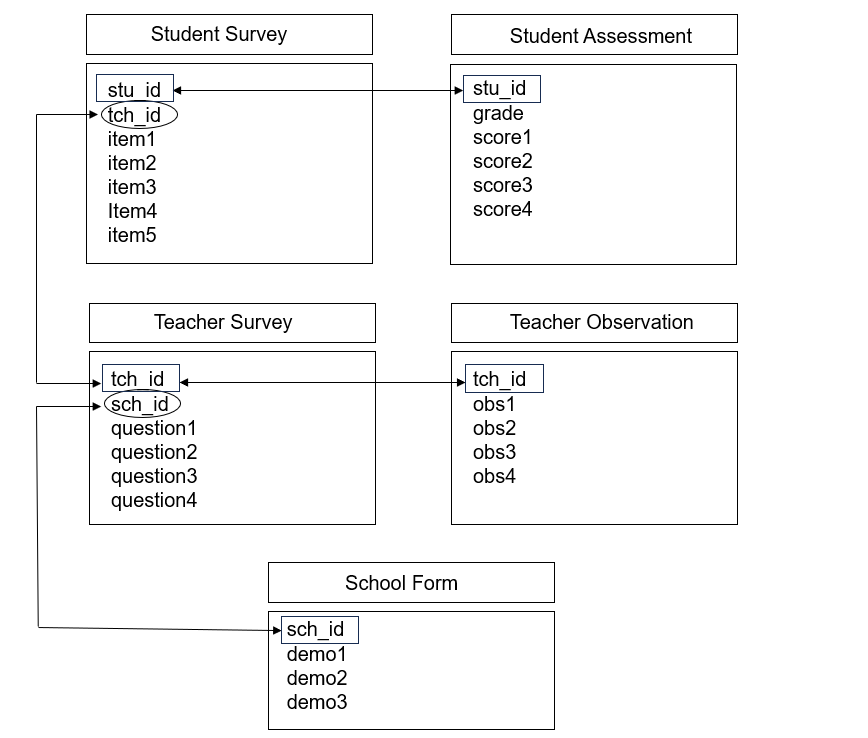 Student Survey
stu_id
tch_id
item1
item2
item3
Item4
item5
Student Assessment
stu_id
grade
score1
score2
score3
score4
Teacher Survey
tch_id
sch_id
question1
question2
question3
question4
Teacher Observation
tch_id
obs1
obs2
obs3
obs4
School Form
sch_id
demo1
demo2
demo3